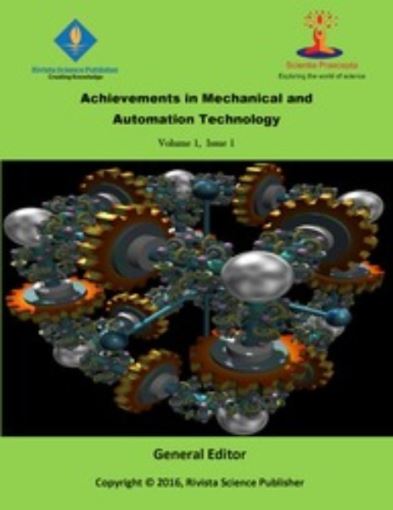 Rivista Science Publisher
Creating Knowledge
Scientia Praecepta
Exploring the world of science
Achievements in Mechanical and
Automation Technology
Volume 1, Issue 1
General Editor
Copyright © 2016, Rivista Science Publisher